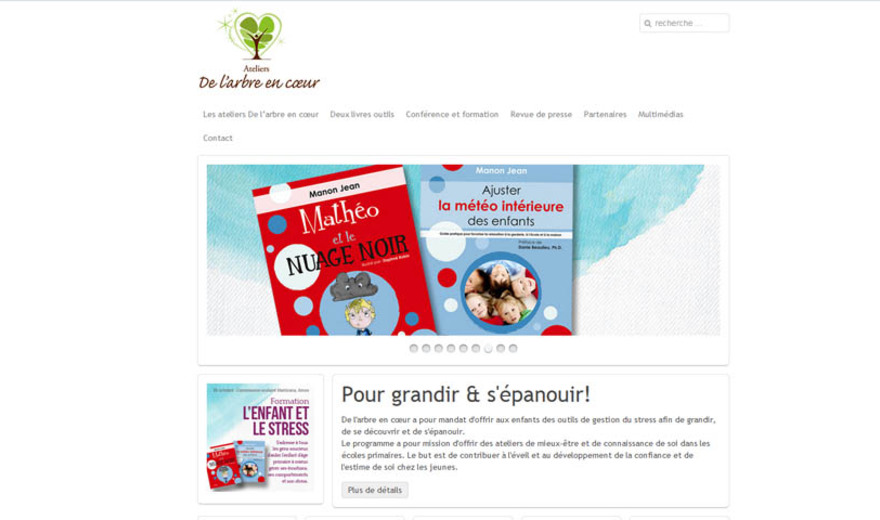 Ateliers
De l'arbre en cœur
recherche...
Les ateliers De l'arbre en cœur Deux livres outils Conférence et formation Revue de presse Partenaires Multimédias
Contact
Manon Jean
Mathéo
et le
NUAGE NOIR
Manon Jean
Ajuster
la météo intérieure
des enfants
Préface de
Danie Beaulieu, Ph.D.
Formation
L'ENFANT ET
LE STRESS
Pour grandir & s'épanouir!
De l'arbre en cœur a pour mandat d'offrir aux enfants des outils de gestion du stress afin de grandir,
de se découvrir et de s'épanouir.
Le programme a pour mission d'offrir des ateliers de mieux-être et de connaissance de soi dans les
écoles primaires. Le but est de contribuer à l'éveil et au développement de la confiance et de
l'estime de soi chez les jeunes.
Plus de détails